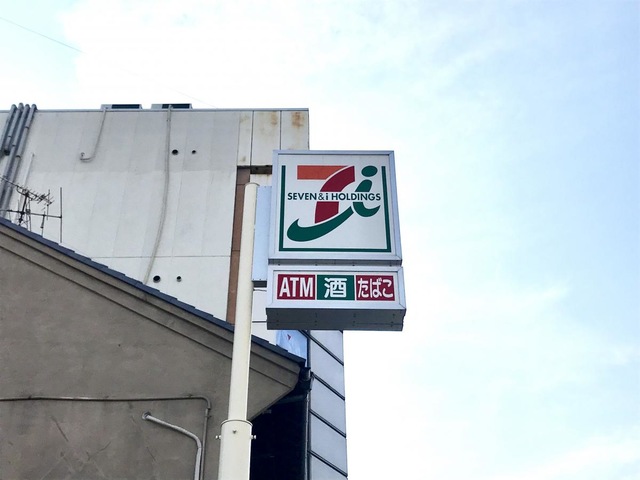 SEVEN & i HOLDINGS
ATM 酒 たばこ